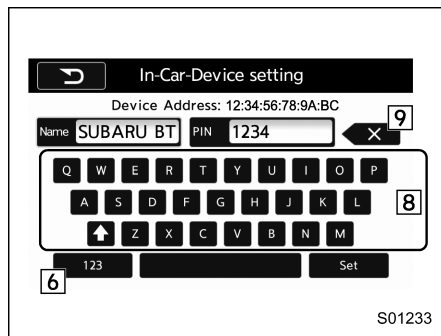 In-Car-Device setting
Device Address: 12:34:56:78:9A:BC
9
Name SUBARU BT PIN 1234
Q W E R T Y U I O P
A S D F G H J K L
8
Z X C V B N M
123 Set
6
S01233